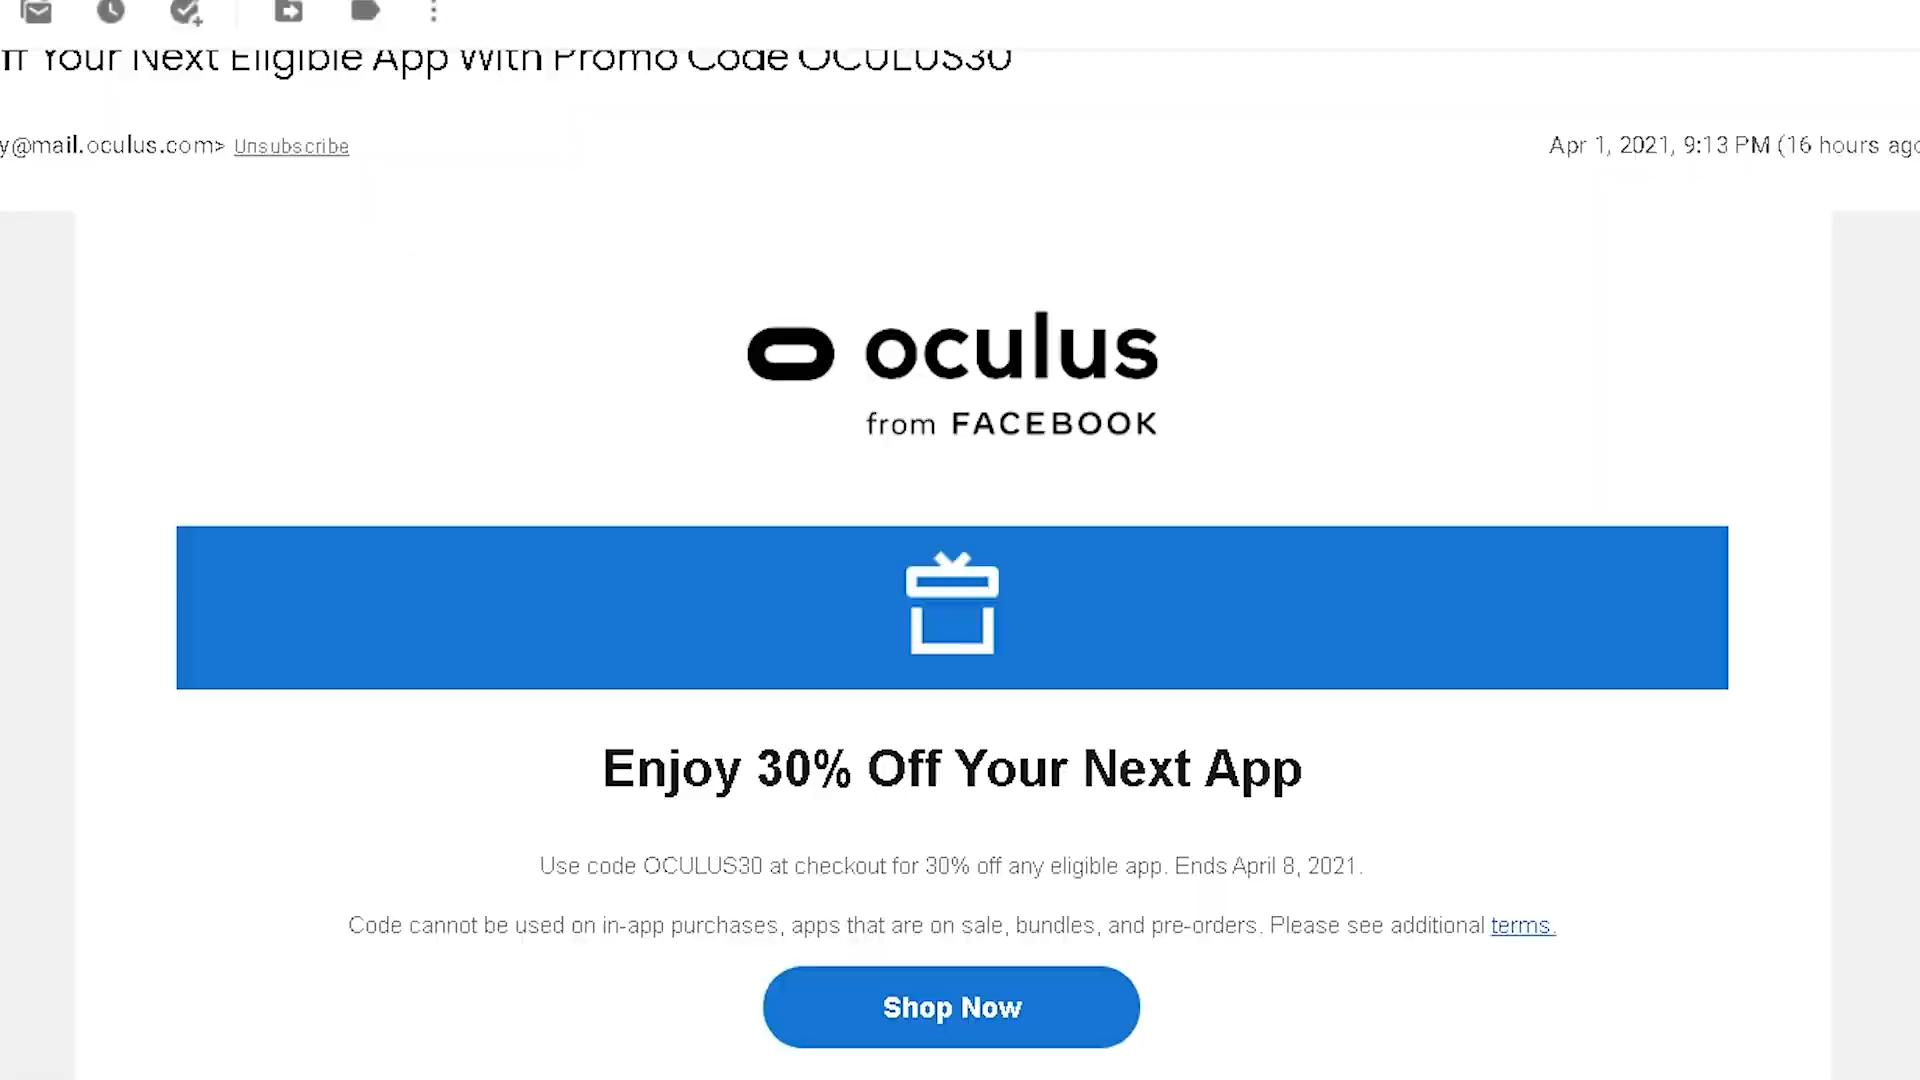 Your Next Eligible App With Promo Code OCULUS30
y@mail.oculus.com> Unsubscribe
Apr 1, 2021, 9:13 PM (16 hours ago
oculus
from FACEBOOK
Enjoy 30% Off Your Next App
Use code OCULUS30 at checkout for 30% off any eligible app. Ends April 8, 2021.
Code cannot be used on in-app purchases, apps that are on sale, bundles, and pre-orders. Please see additional terms.
Shop Now